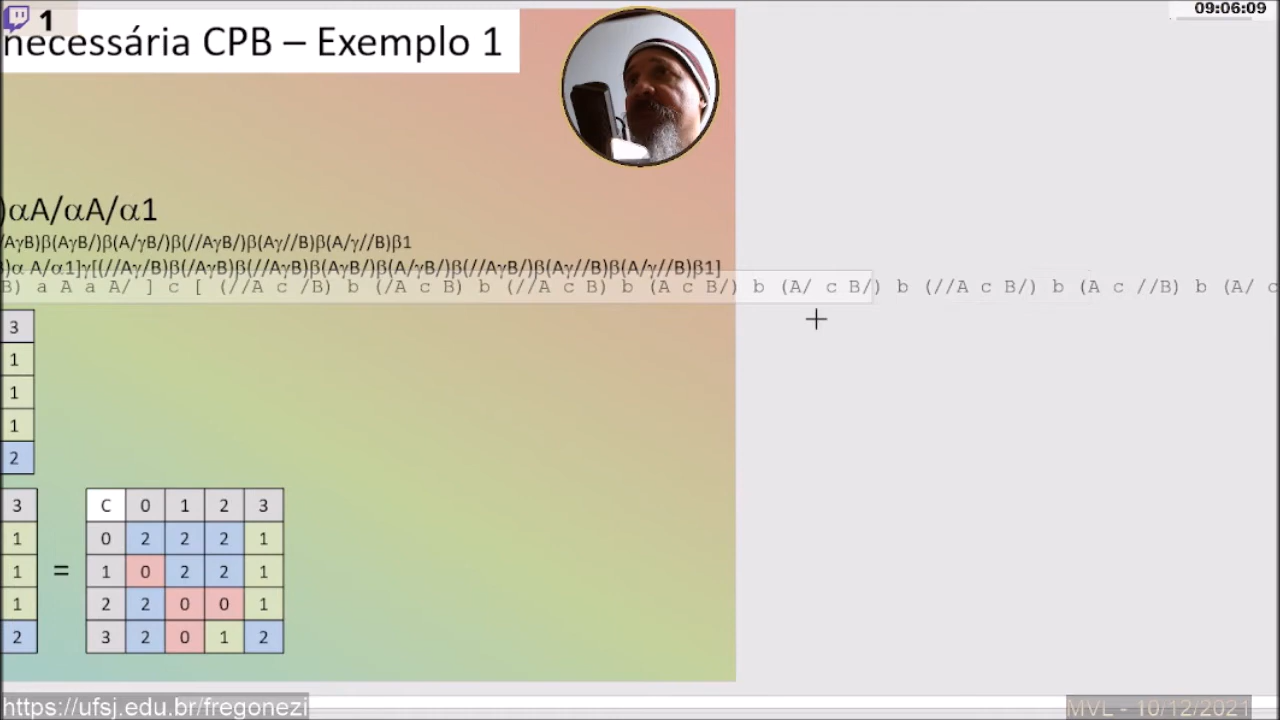 1
09:06:09
necessária CPB – Exemplo 1
)αA/αA/α1
/AγB)β(AγB/)β(A/γB/)β(//AγB/)β(Aγ//B)β(A/γ//B)β1
B)α A/α1]γ[(//Aγ/B)β(/AγB)β(//AγB)β(AγB/)β(A/γB/)β(//AγB/)β(Aγ//B)β(A/γ//B)β1]
B) a A a A/ ] c [ (//A c /B) b (/A c B) b (//A c B) b (A c B/) b (A/ c B/) b (//A c B/) b (A c //B) b (A/ c
3
1
1
1
2
3
1
1
1
2
=
C 0 1 2 3
0 2 2 2 1
1 0 2 2 1
2 2 0 0 1
3 2 0 1 2
https://ufsj.edu.br/fregonezi
MVL - 10/12/2021